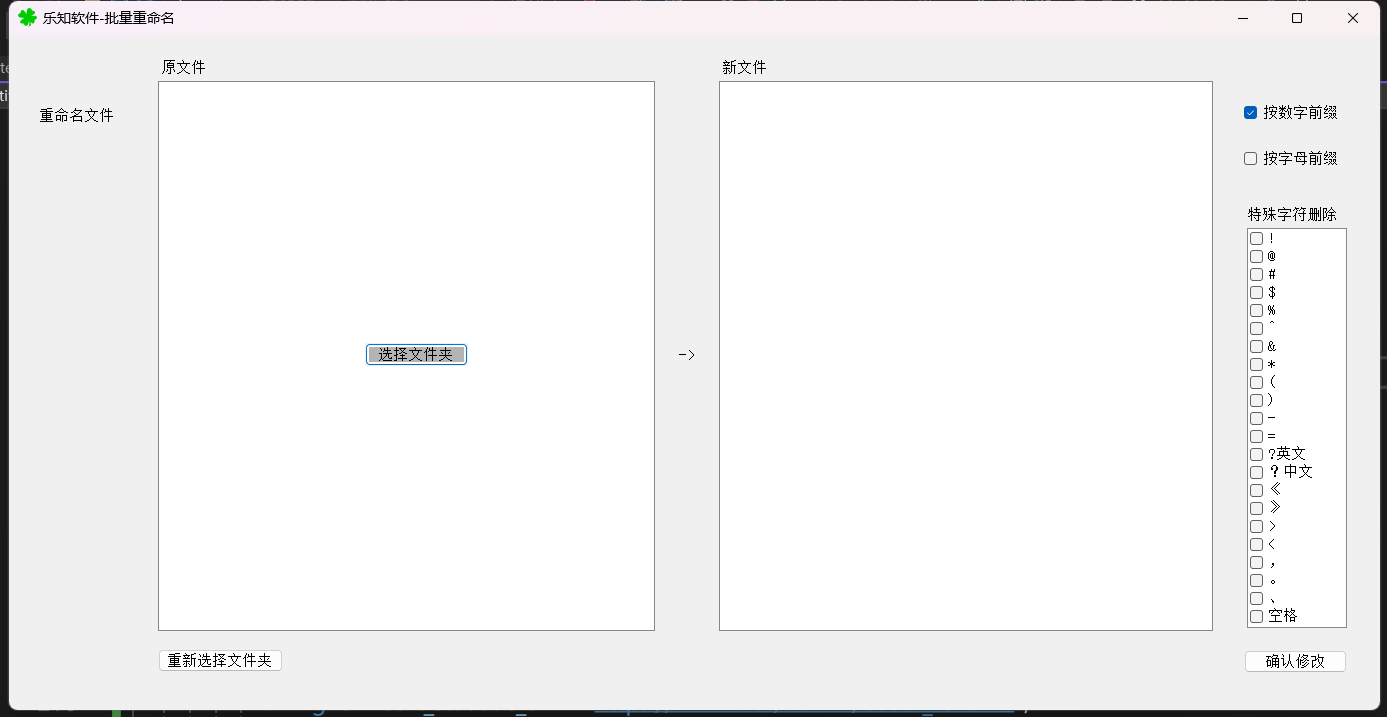 乐知软件-批量重命名
原文件
新文件
重命名文件
按数字前缀
按字母前缀
特殊字符删除
!
@
#
$
%
^
&
*
(
)
-
=
?英文
？中文
《
》
>
<
，
。
、
空格
选择文件夹
->
重新选择文件夹
确认修改